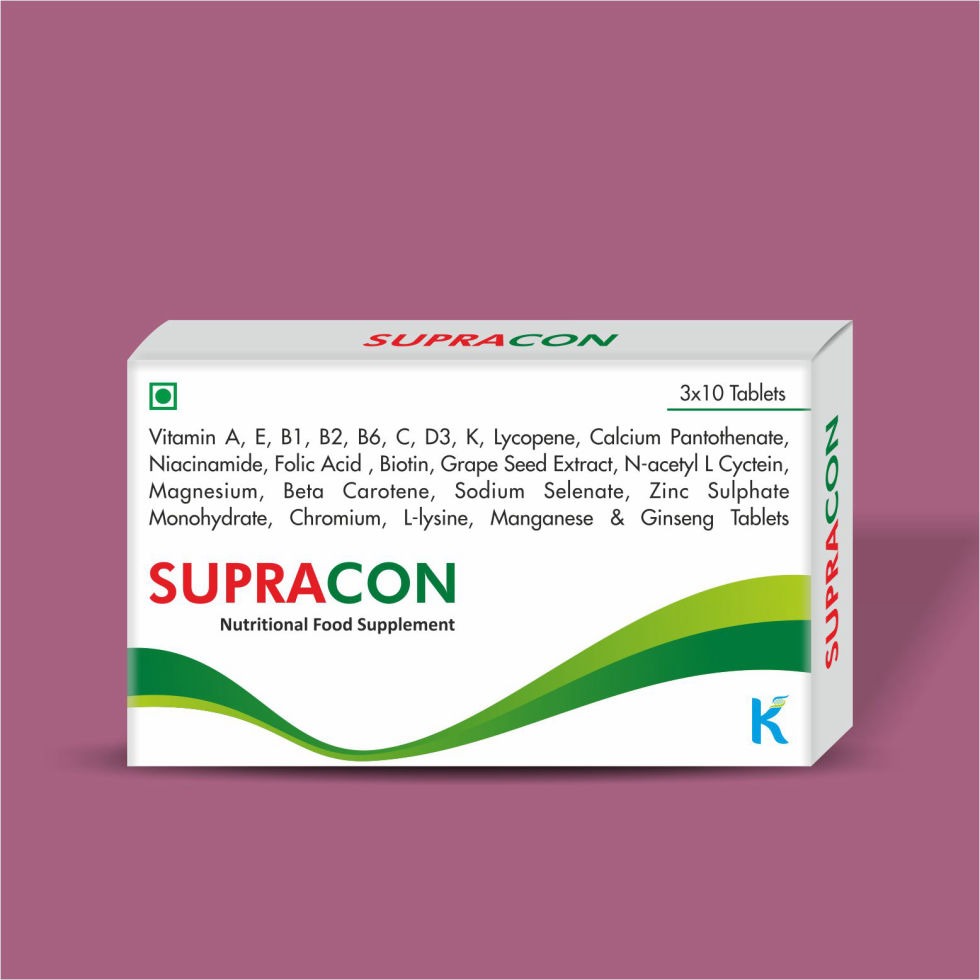 SUPRACON
3x10 Tablets
Vitamin A, E, B1, B2, B6, C, D3, K, Lycopene, Calcium Pantothenate,
Niacinamide, Folic Acid , Biotin, Grape Seed Extract, N-acetyl L Cyctein,
Magnesium, Beta Carotene, Sodium Selenate, Zinc Sulphate
Monohydrate, Chromium, L-lysine, Manganese & Ginseng Tablets
SUPRACON
Nutritional Food Supplement
K
SUPRACON